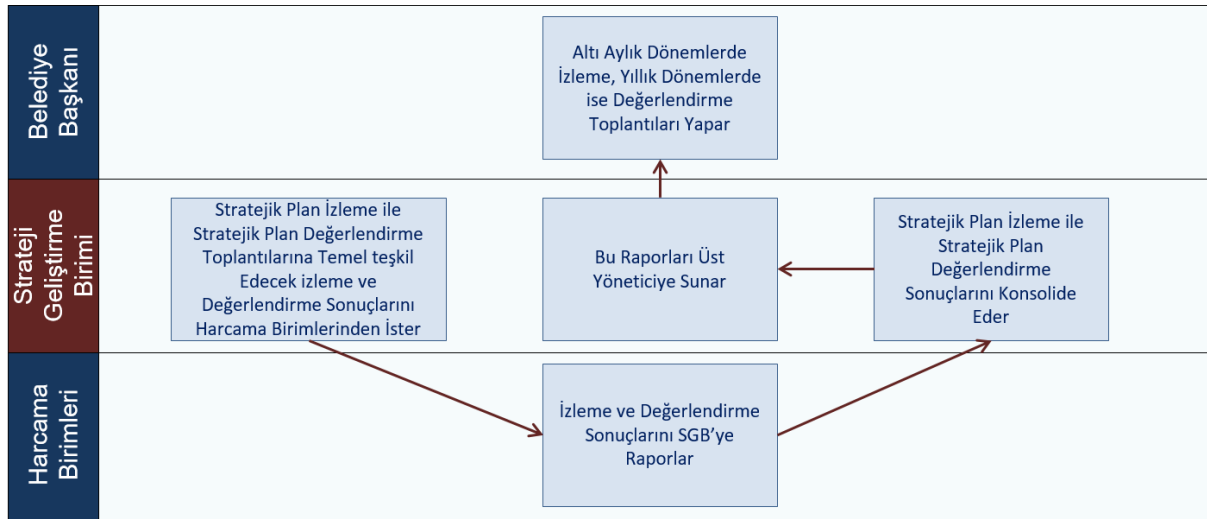 Belediye
Başkanı
Altı Aylık Dönemlerde
İzleme, Yıllık Dönemlerde
ise Değerlendirme
Toplantıları Yapar
Strateji
Geliştirme
Birimi
Stratejik Plan İzleme ile
Stratejik Plan Değerlendirme
Toplantılarına Temel teşkil
Edecek izleme ve
Değerlendirme Sonuçlarını
Harcama Birimlerinden İster
Bu Raporları Üst
Yöneticiye Sunar
Stratejik Plan İzleme ile
Stratejik Plan
Değerlendirme
Sonuçlarını Konsolide
Eder
Harcama
Birimleri
İzleme ve Değerlendirme
Sonuçlarını SGB’ye
Raporlar